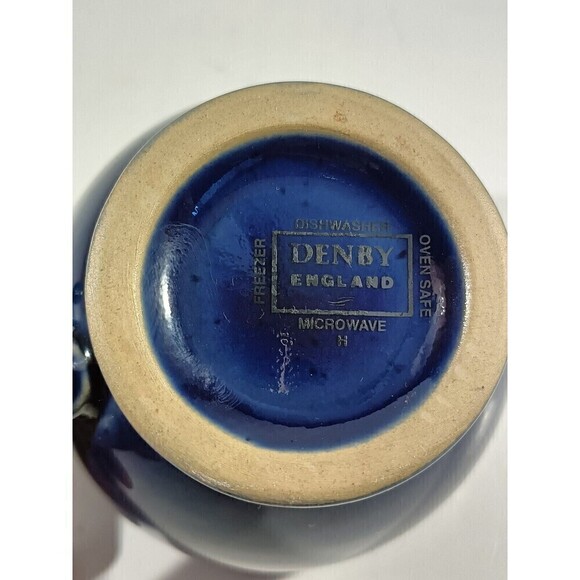 DISHWASHER
FREEZER
DENBY
ENGLAND
OVEN SAFE
MICROWAVE
H